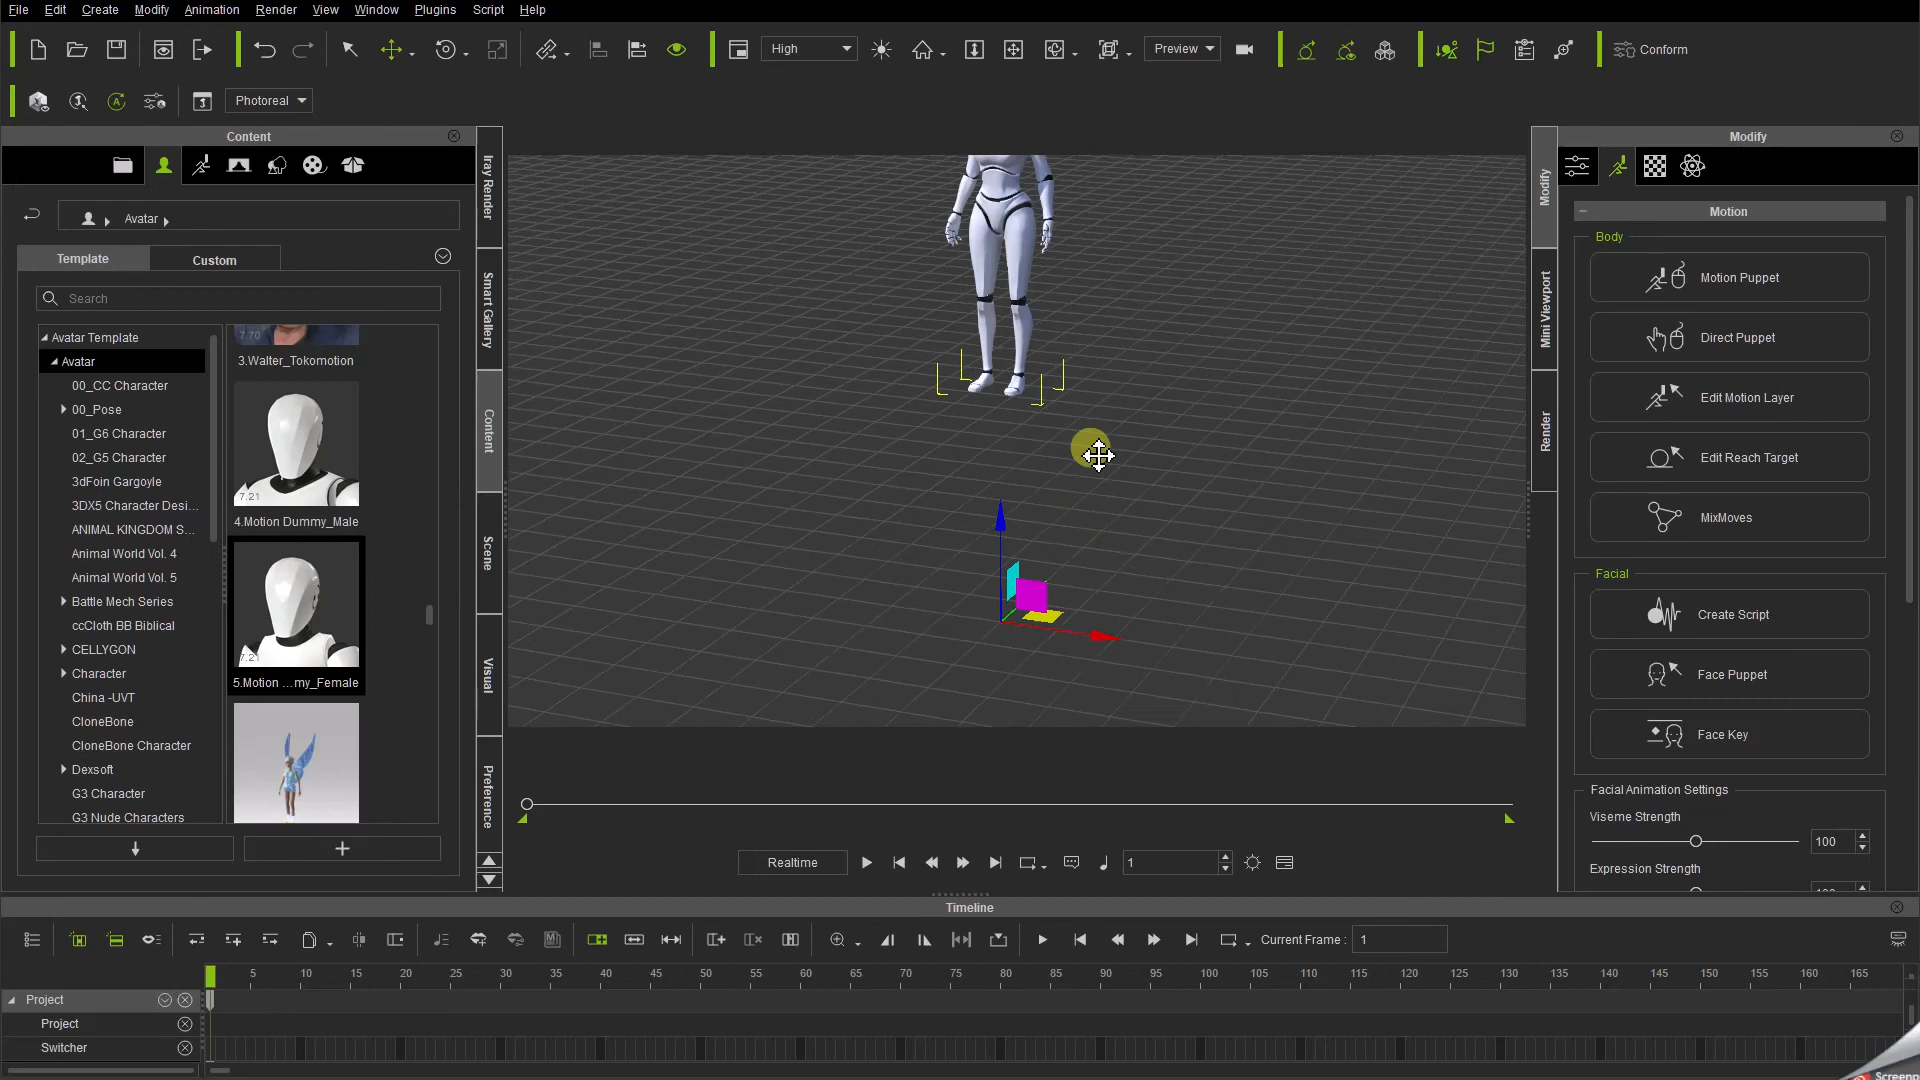 File Edit Create Modify Animation Render View Window Plugins Script Help
High
Preview
Conform
Photoreal
Content
Avatar
Template
Custom
Search
Avatar Template
Avatar
00_CC Character
00_Pose
01_G6 Character
02_G5 Character
3dFoin Gargoyle
3DX5 Character Desi...
ANIMAL KINGDOM S...
Animal World Vol. 4
Animal World Vol. 5
Battle Mech Series
ccCloth BB Biblical
CELLYGON
Character
China -UVT
CloneBone
CloneBone Character
Dexsoft
G3 Character
G3 Nude Characters
7.70
3.Walter_Tokomotion
7.21
4.Motion Dummy_Male
7.21
5.Motion ...my_Female
Iray Render
Smart Gallery
Content
Scene
Visual
Preference
Realtime
1
Modify
Mini Viewport
Render
Modify
Motion
Body
Motion Puppet
Direct Puppet
Edit Motion Layer
Edit Reach Target
MixMoves
Facial
Create Script
Face Puppet
Face Key
Facial Animation Settings
Viseme Strength
100
Expression Strength
Timeline
Current Frame : 1
5 10 15 20 25 30 35 40 45 50 55 60 65 70 75 80 85 90 95 100 105 110 115 120 125 130 135 140 145 150 155 160 165
Project
Project
Switcher